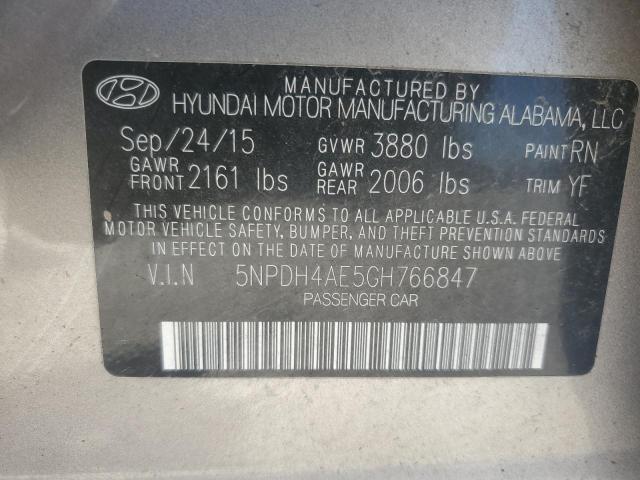 MANUFACTURED BY
HYUNDAI MOTOR MANUFACTURING ALABAMA, LLC
Sep/24/15 GVWR 3880 lbs PAINT RN
GAWR FRONT 2161 lbs GAWR REAR 2006 lbs TRIM YF
THIS VEHICLE CONFORMS TO ALL APPLICABLE U.S.A. FEDERAL
MOTOR VEHICLE SAFETY, BUMPER, AND THEFT PREVENTION STANDARDS
IN EFFECT ON THE DATE OF MANUFACTURE SHOWN ABOVE
V.I.N 5NPDH4AE5GH766847
PASSENGER CAR